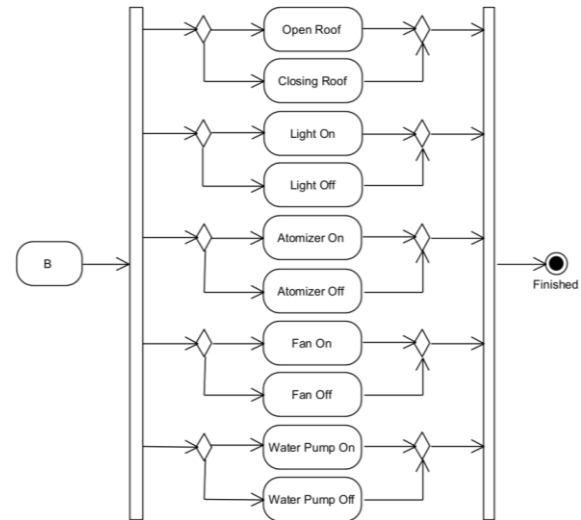 Open Roof
Closing Roof
Light On
Light Off
Atomizer On
B
Atomizer Off
Finished
Fan On
Fan Off
Water Pump On
Water Pump Off